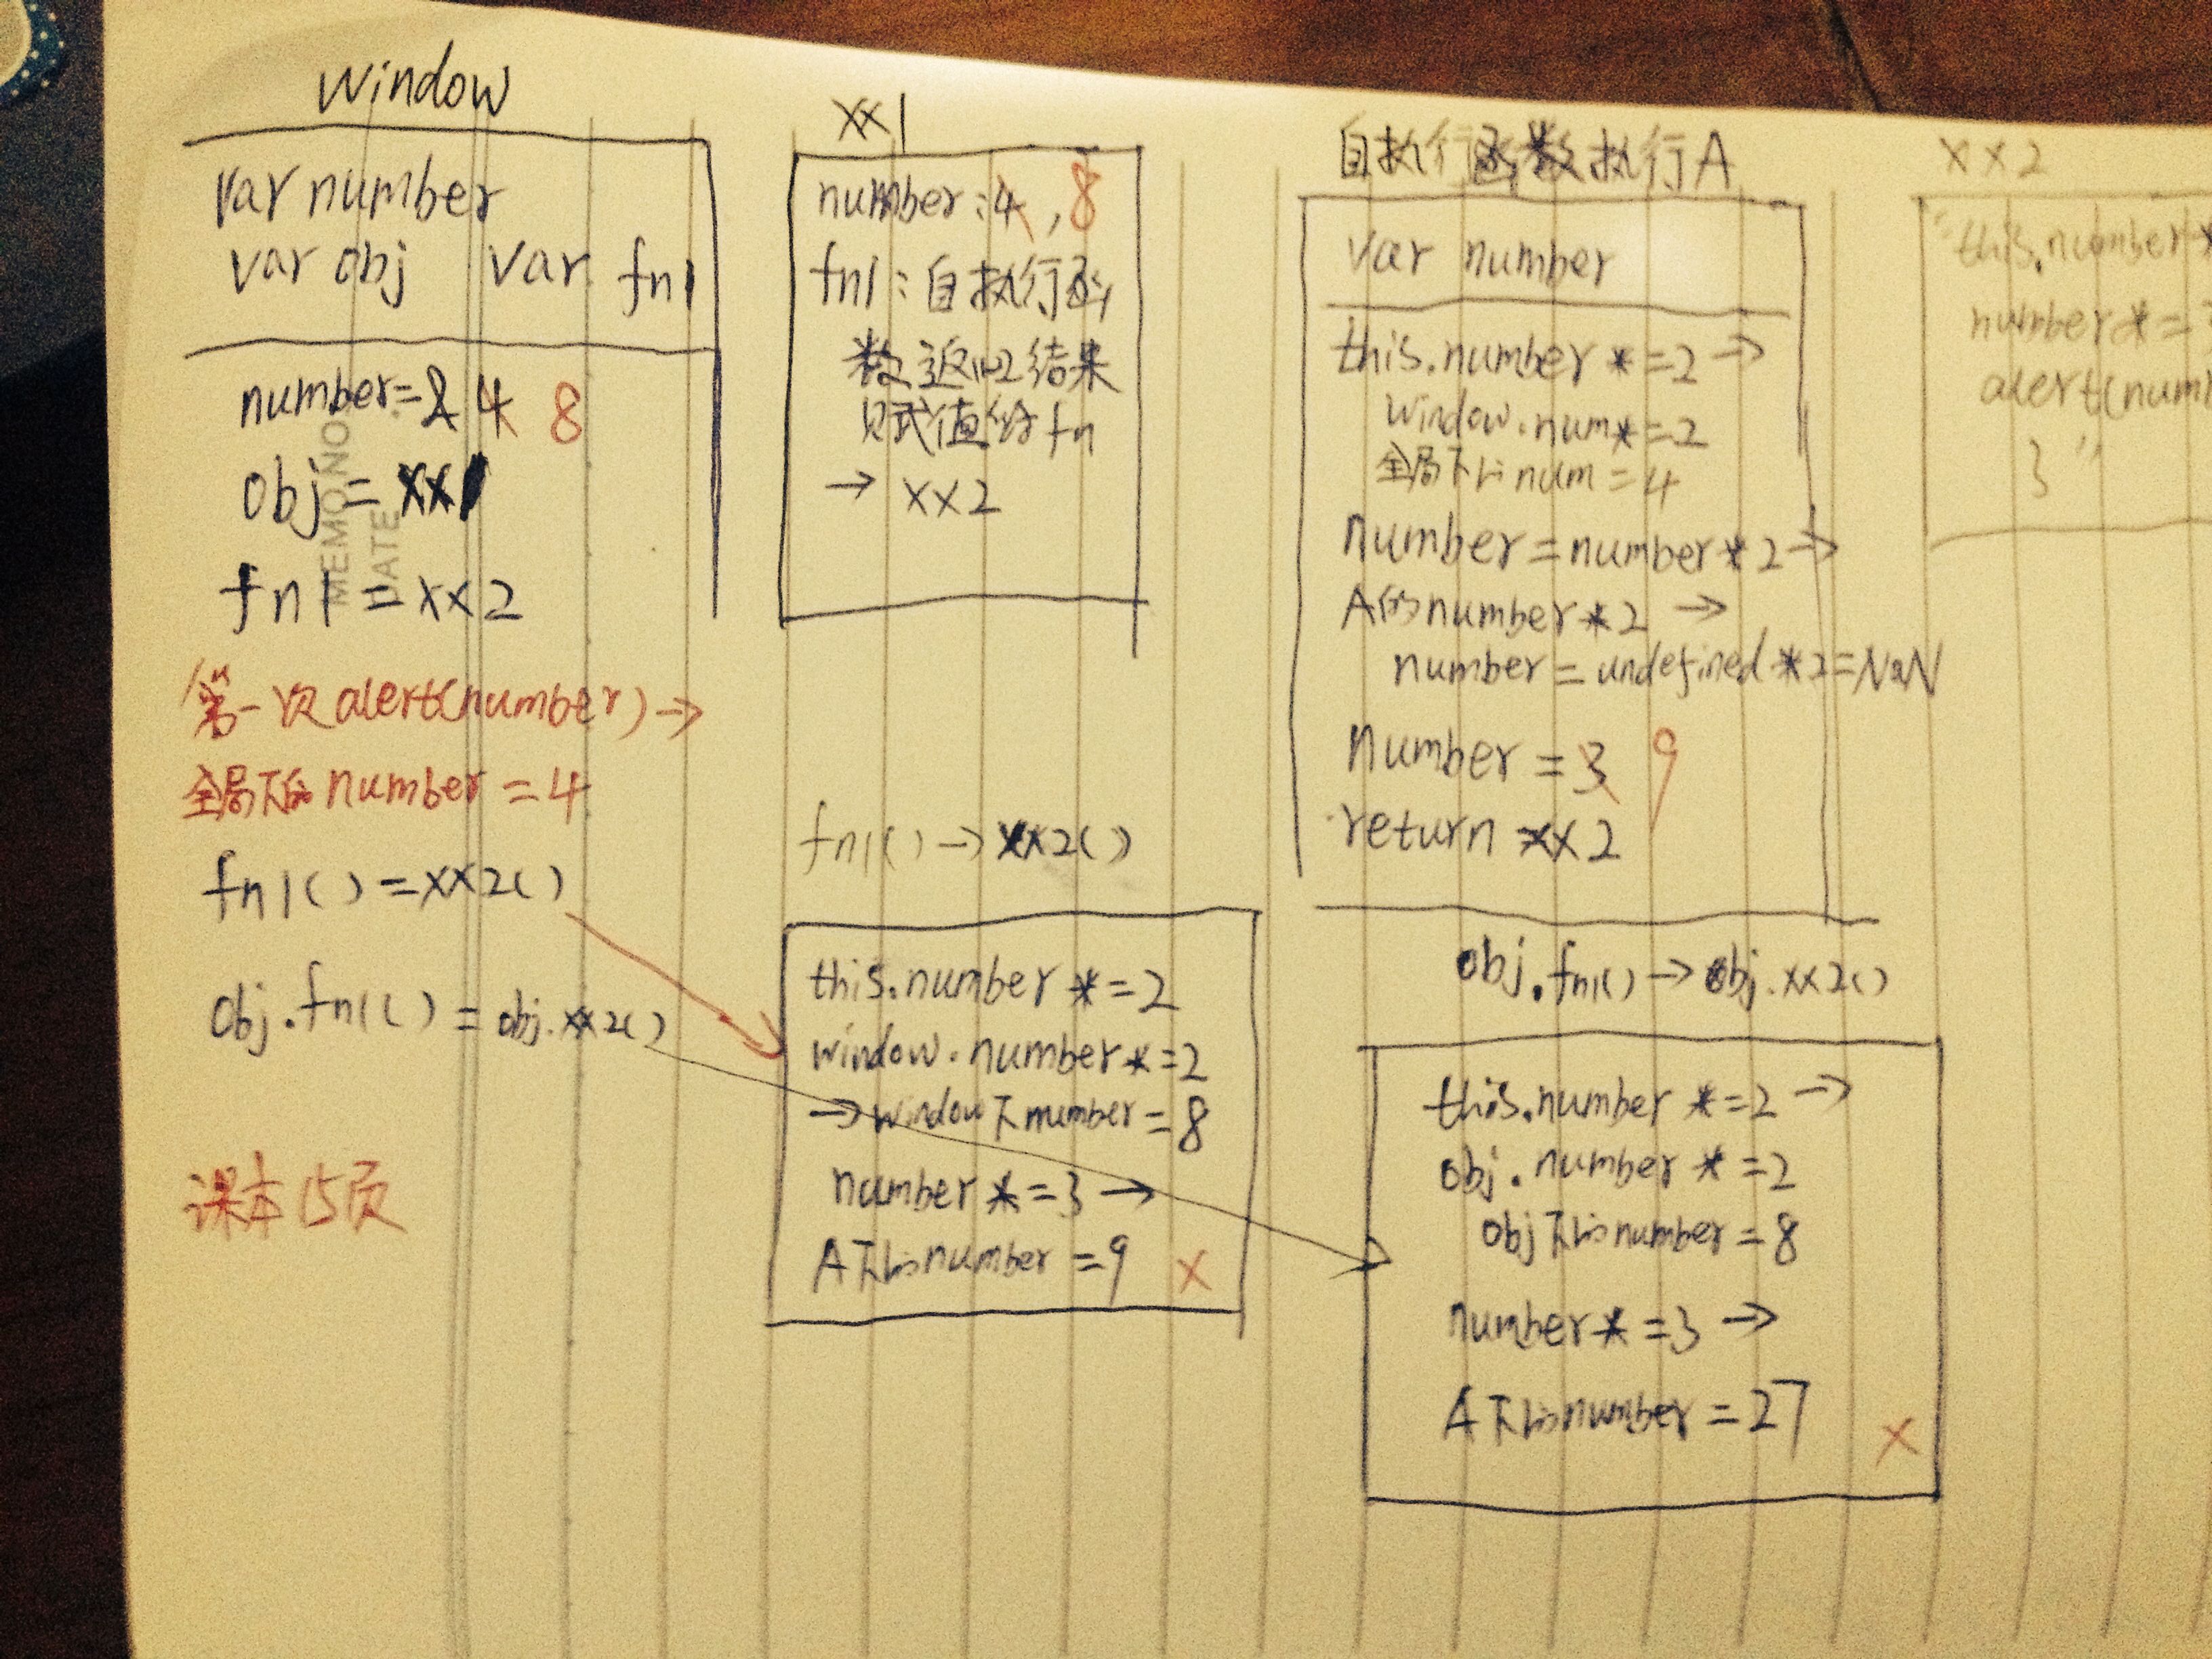 window
var number
var obj var fn1
number=2 4 8
obj = xx1
fn1 = xx2
MEMO NO.
DATE
第一次alert(number)→
全局下的number=4
fn1()=xx2()
obj.fn1()=obj.xx2()
课本15页
xx1
number:4,8
fn1:自执行函
数返回结果
赋值给fn
→ xx2
fn1()→xx2()
this.number *=2
window.number*=2
→window下number=8
number*=3→
A下的number=9 ×
自执行函数执行A
var number
this.number *=2→
window.num*=2
全局下的num=4
number=number*2→
A的number*2→
number=undefined*2=NaN
number=3 9
return xx2
obj.fn1()→obj.xx2()
this.number *=2→
obj.number *=2
obj下的number=8
number*=3→
A下的number=27
×
xx2
"this.number*
number*=
alert(num
}"